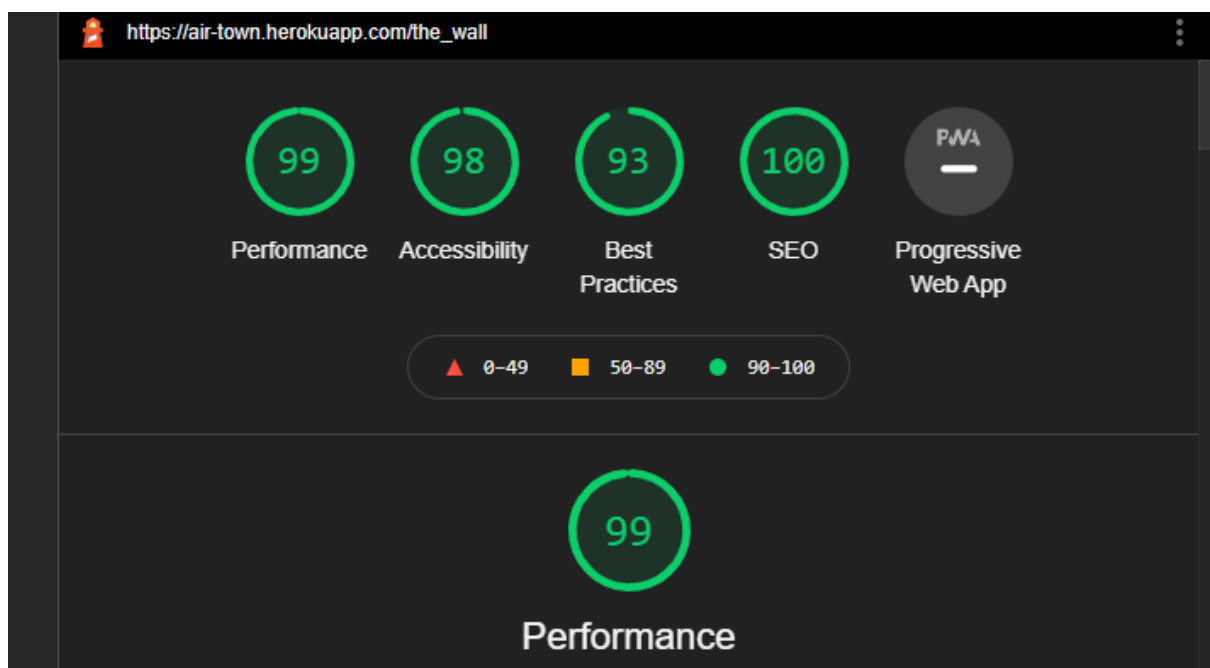 https://air-town.herokuapp.com/the_wall
99 98 93 100 PWA
Performance Accessibility Best Practices SEO Progressive Web App
0–49 50–89 90–100
99
Performance